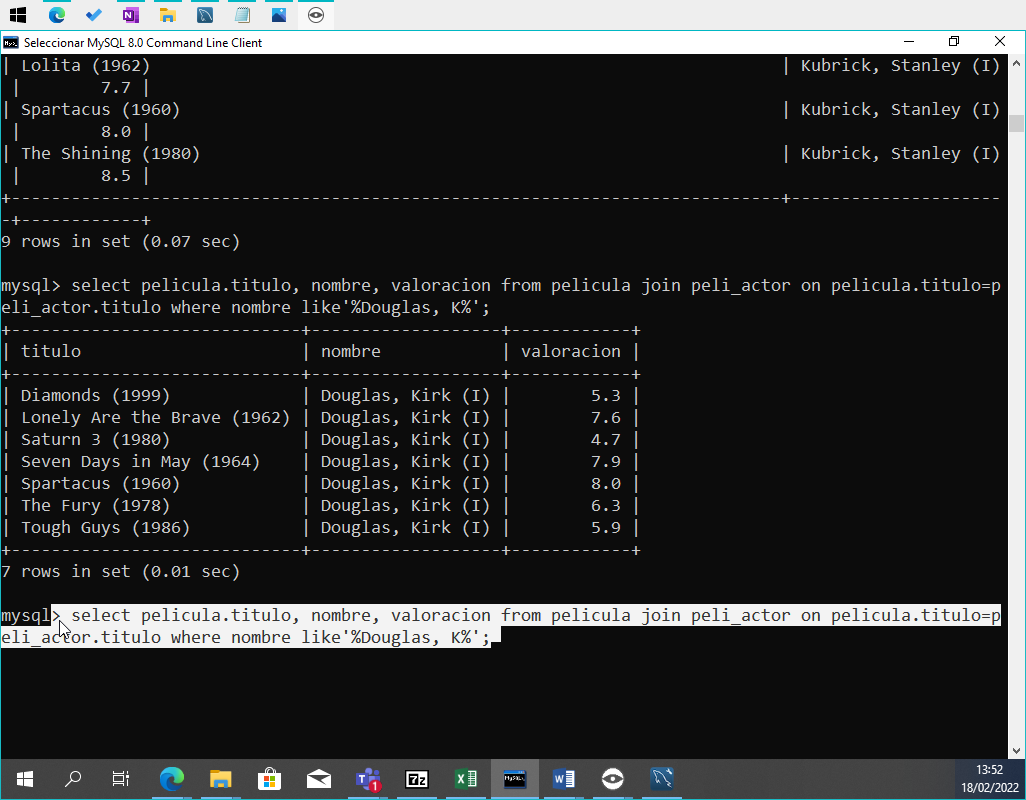 Seleccionar MySQL 8.0 Command Line Client
| Lolita (1962) | Kubrick, Stanley (I)
| 7.7 |
| Spartacus (1960) | Kubrick, Stanley (I)
| 8.0 |
| The Shining (1980) | Kubrick, Stanley (I)
| 8.5 |
+-----------------------------------------------------------------------------+---------------------
-+------------+
9 rows in set (0.07 sec)
mysql> select pelicula.titulo, nombre, valoracion from pelicula join peli_actor on pelicula.titulo=p
eli_actor.titulo where nombre like'%Douglas, K%';
+-----------------------------+-------------------+------------+
| titulo | nombre | valoracion |
+-----------------------------+-------------------+------------+
| Diamonds (1999) | Douglas, Kirk (I) | 5.3 |
| Lonely Are the Brave (1962) | Douglas, Kirk (I) | 7.6 |
| Saturn 3 (1980) | Douglas, Kirk (I) | 4.7 |
| Seven Days in May (1964) | Douglas, Kirk (I) | 7.9 |
| Spartacus (1960) | Douglas, Kirk (I) | 8.0 |
| The Fury (1978) | Douglas, Kirk (I) | 6.3 |
| Tough Guys (1986) | Douglas, Kirk (I) | 5.9 |
+-----------------------------+-------------------+------------+
7 rows in set (0.01 sec)
mysql> select pelicula.titulo, nombre, valoracion from pelicula join peli_actor on pelicula.titulo=p
eli_actor.titulo where nombre like'%Douglas, K%';
1
7z
MySQL
13:52
18/02/2022